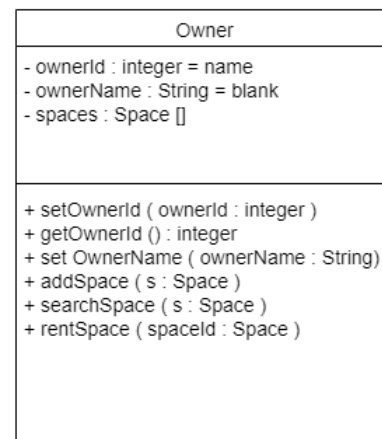 Owner
- ownerId : integer = name
- ownerName : String = blank
- spaces : Space []
+ setOwnerId ( ownerId : integer )
+ getOwnerId () : integer
+ set OwnerName ( ownerName : String)
+ addSpace ( s : Space )
+ searchSpace ( s : Space )
+ rentSpace ( spaceId : Space )